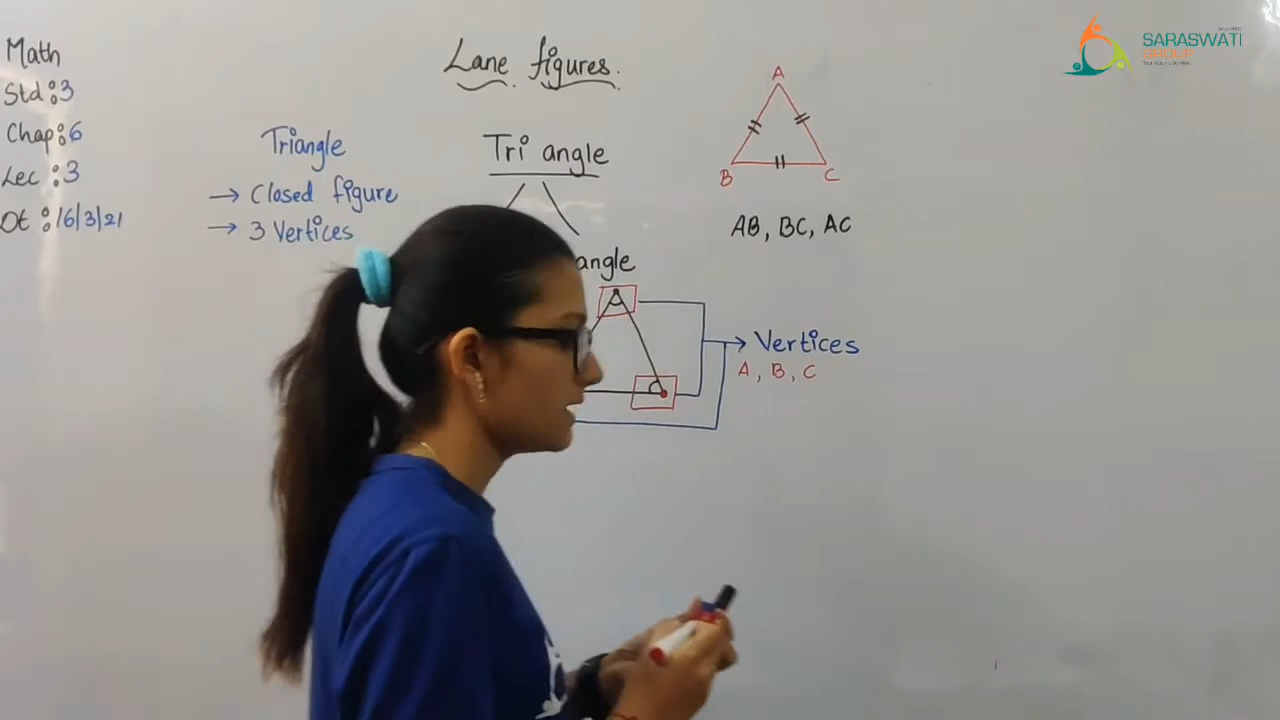 Math
Std : 3
Chap : 6
Lec : 3
Dt : 16/3/21
Lane figures.
Triangle
→ Closed figure
→ 3 Vertices
Tri angle
angle
A
B C
AB, BC, AC
→ Vertices
A, B, C
SARASWATI
GROUP